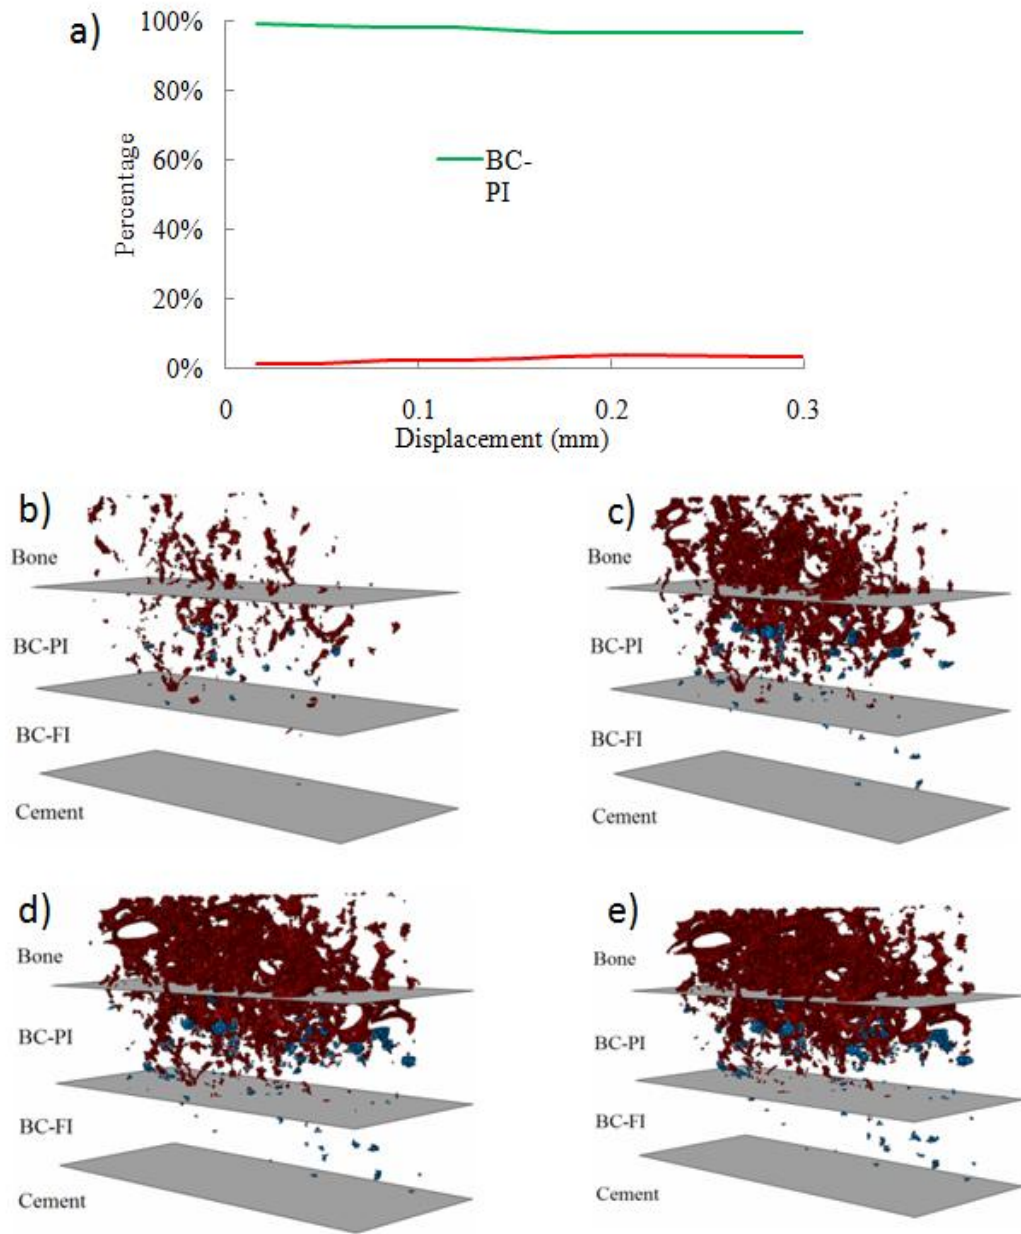 a)
100%
80%
60%
40%
20%
0%
Percentage
BC-
PI
0 0.1 0.2 0.3
Displacement (mm)
b)
Bone
BC-PI
BC-FI
Cement
c)
Bone
BC-PI
BC-FI
Cement
d)
Bone
BC-PI
BC-FI
Cement
e)
Bone
BC-PI
BC-FI
Cement